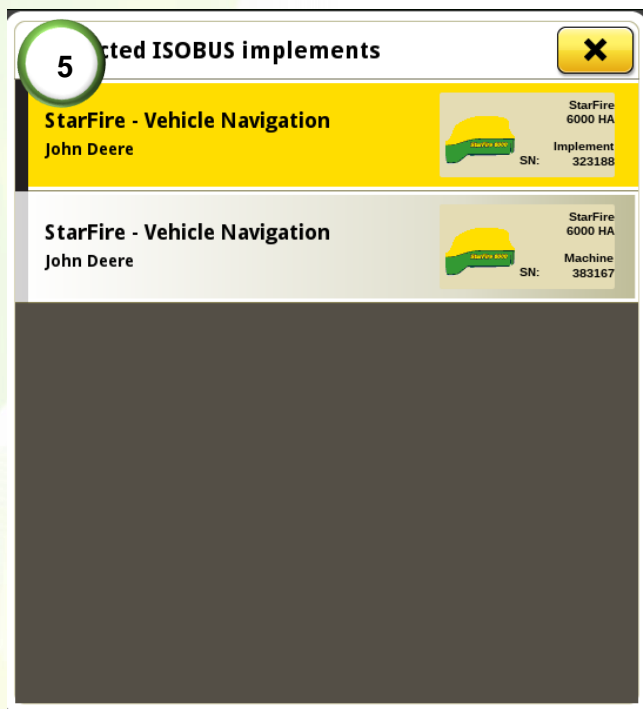 5
cted ISOBUS implements
StarFire - Vehicle Navigation
John Deere
StarFire
6000 HA
Implement
SN: 323188
StarFire - Vehicle Navigation
John Deere
StarFire
6000 HA
Machine
SN: 383167